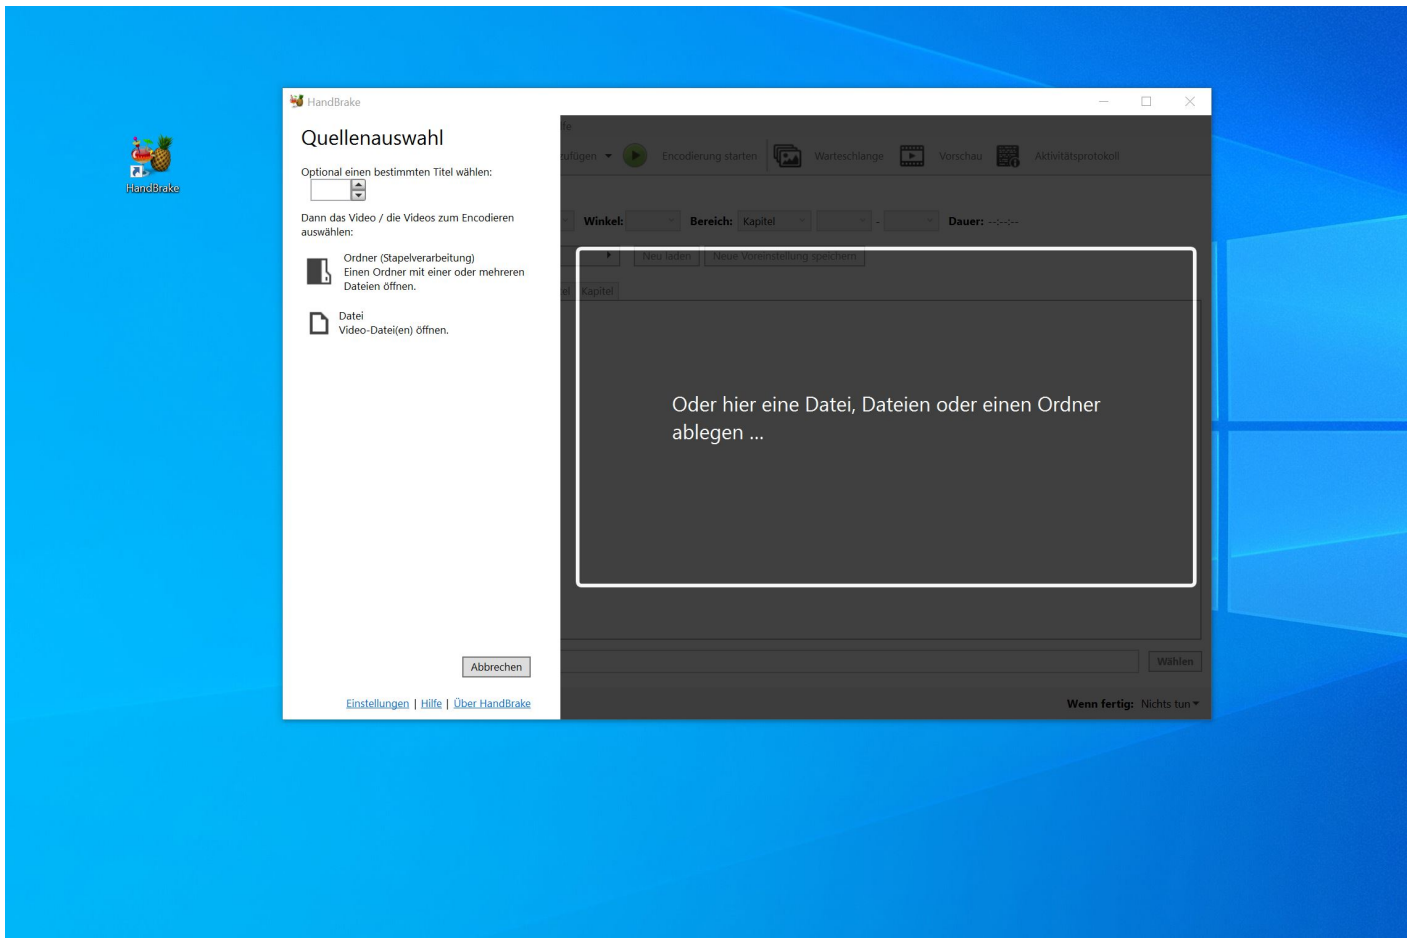 HandBrake
HandBrake
Quellenauswahl
Optional einen bestimmten Titel wählen:
Dann das Video / die Videos zum Encodieren
auswählen:
Ordner (Stapelverarbeitung)
Einen Ordner mit einer oder mehreren
Dateien öffnen.
Datei
Video-Datei(en) öffnen.
Abbrechen
Einstellungen | Hilfe | Über HandBrake
Encodierung starten Warteschlange Vorschau Aktivitätsprotokoll
Winkel: Bereich: Kapitel - Dauer: --:--:--
Neu laden Neue Voreinstellung speichern
Kapitel
Oder hier eine Datei, Dateien oder einen Ordner
ablegen ...
Wählen
Wenn fertig: Nichts tun